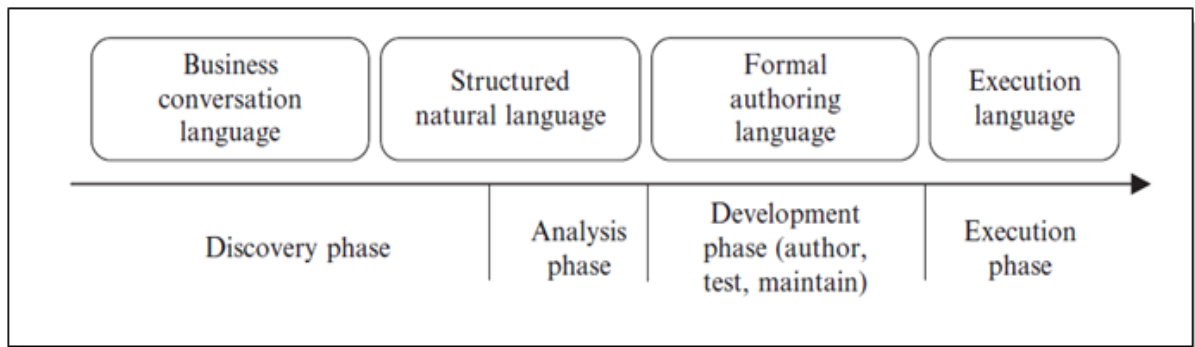 Business
conversation
language
Structured
natural language
Formal
authoring
language
Execution
language
Discovery phase
Analysis
phase
Development
phase (author,
test, maintain)
Execution
phase